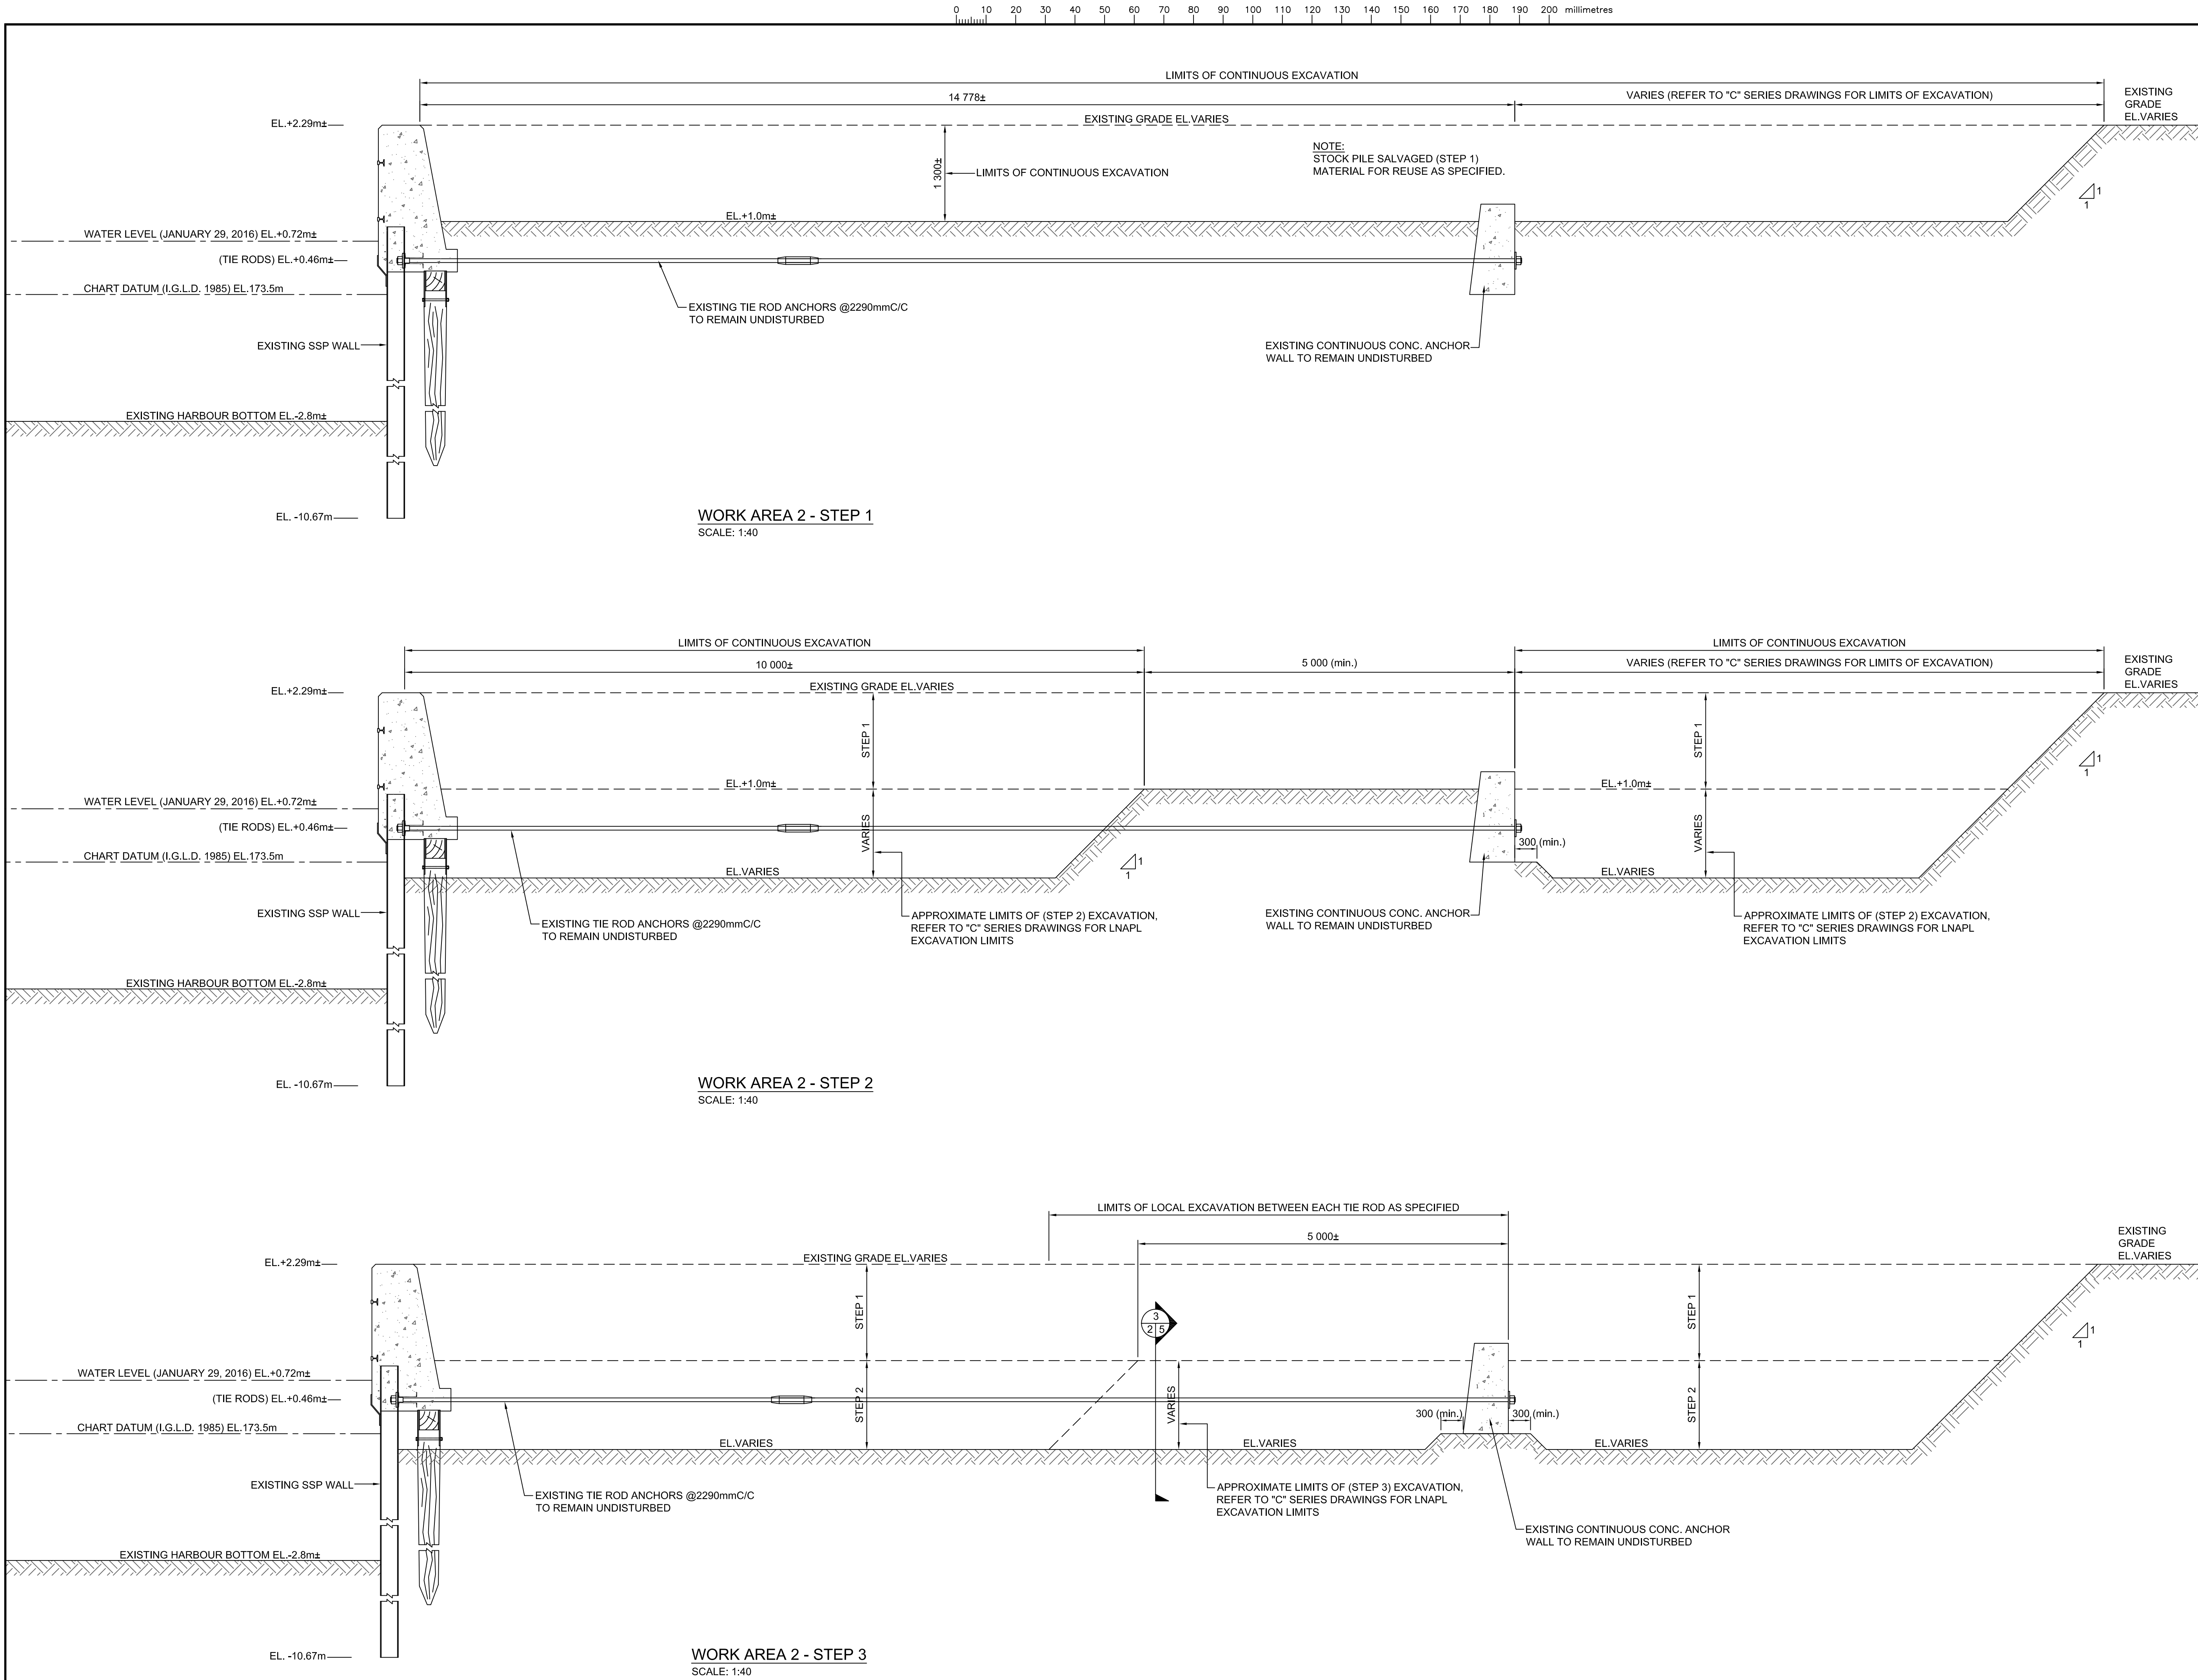 0 10 20 30 40 50 60 70 80 90 100 110 120 130 140 150 160 170 180 190 200 millimetres
LIMITS OF CONTINUOUS EXCAVATION
14 778±
VARIES (REFER TO "C" SERIES DRAWINGS FOR LIMITS OF EXCAVATION)
EXISTING
GRADE
EL.VARIES
EL.+2.29m±
EXISTING GRADE EL.VARIES
1 300±
LIMITS OF CONTINUOUS EXCAVATION
NOTE:
STOCK PILE SALVAGED (STEP 1)
MATERIAL FOR REUSE AS SPECIFIED.
1
1
EL.+1.0m±
WATER LEVEL (JANUARY 29, 2016) EL.+0.72m±
(TIE RODS) EL.+0.46m±
CHART DATUM (I.G.L.D. 1985) EL.173.5m
EXISTING TIE ROD ANCHORS @2290mmC/C
TO REMAIN UNDISTURBED
EXISTING SSP WALL
EXISTING CONTINUOUS CONC. ANCHOR
WALL TO REMAIN UNDISTURBED
EXISTING HARBOUR BOTTOM EL.-2.8m±
EL. -10.67m
WORK AREA 2 - STEP 1
SCALE: 1:40
LIMITS OF CONTINUOUS EXCAVATION
LIMITS OF CONTINUOUS EXCAVATION
10 000±
5 000 (min.)
VARIES (REFER TO "C" SERIES DRAWINGS FOR LIMITS OF EXCAVATION)
EXISTING
GRADE
EL.VARIES
EL.+2.29m±
EXISTING GRADE EL.VARIES
STEP 1
STEP 1
1
1
EL.+1.0m±
EL.+1.0m±
WATER LEVEL (JANUARY 29, 2016) EL.+0.72m±
(TIE RODS) EL.+0.46m±
VARIES
VARIES
300 (min.)
CHART DATUM (I.G.L.D. 1985) EL.173.5m
1
1
EL.VARIES
EL.VARIES
EXISTING SSP WALL
EXISTING TIE ROD ANCHORS @2290mmC/C
TO REMAIN UNDISTURBED
APPROXIMATE LIMITS OF (STEP 2) EXCAVATION,
REFER TO "C" SERIES DRAWINGS FOR LNAPL
EXCAVATION LIMITS
EXISTING CONTINUOUS CONC. ANCHOR
WALL TO REMAIN UNDISTURBED
APPROXIMATE LIMITS OF (STEP 2) EXCAVATION,
REFER TO "C" SERIES DRAWINGS FOR LNAPL
EXCAVATION LIMITS
EXISTING HARBOUR BOTTOM EL.-2.8m±
EL. -10.67m
WORK AREA 2 - STEP 2
SCALE: 1:40
LIMITS OF LOCAL EXCAVATION BETWEEN EACH TIE ROD AS SPECIFIED
5 000±
EXISTING
GRADE
EL.VARIES
EL.+2.29m±
EXISTING GRADE EL.VARIES
STEP 1
3
2 5
STEP 1
1
1
WATER LEVEL (JANUARY 29, 2016) EL.+0.72m±
(TIE RODS) EL.+0.46m±
STEP 2
VARIES
STEP 2
300 (min.)
300 (min.)
CHART DATUM (I.G.L.D. 1985) EL.173.5m
EL.VARIES
EL.VARIES
EL.VARIES
EXISTING SSP WALL
EXISTING TIE ROD ANCHORS @2290mmC/C
TO REMAIN UNDISTURBED
APPROXIMATE LIMITS OF (STEP 3) EXCAVATION,
REFER TO "C" SERIES DRAWINGS FOR LNAPL
EXCAVATION LIMITS
EXISTING CONTINUOUS CONC. ANCHOR
WALL TO REMAIN UNDISTURBED
EXISTING HARBOUR BOTTOM EL.-2.8m±
EL. -10.67m
WORK AREA 2 - STEP 3
SCALE: 1:40